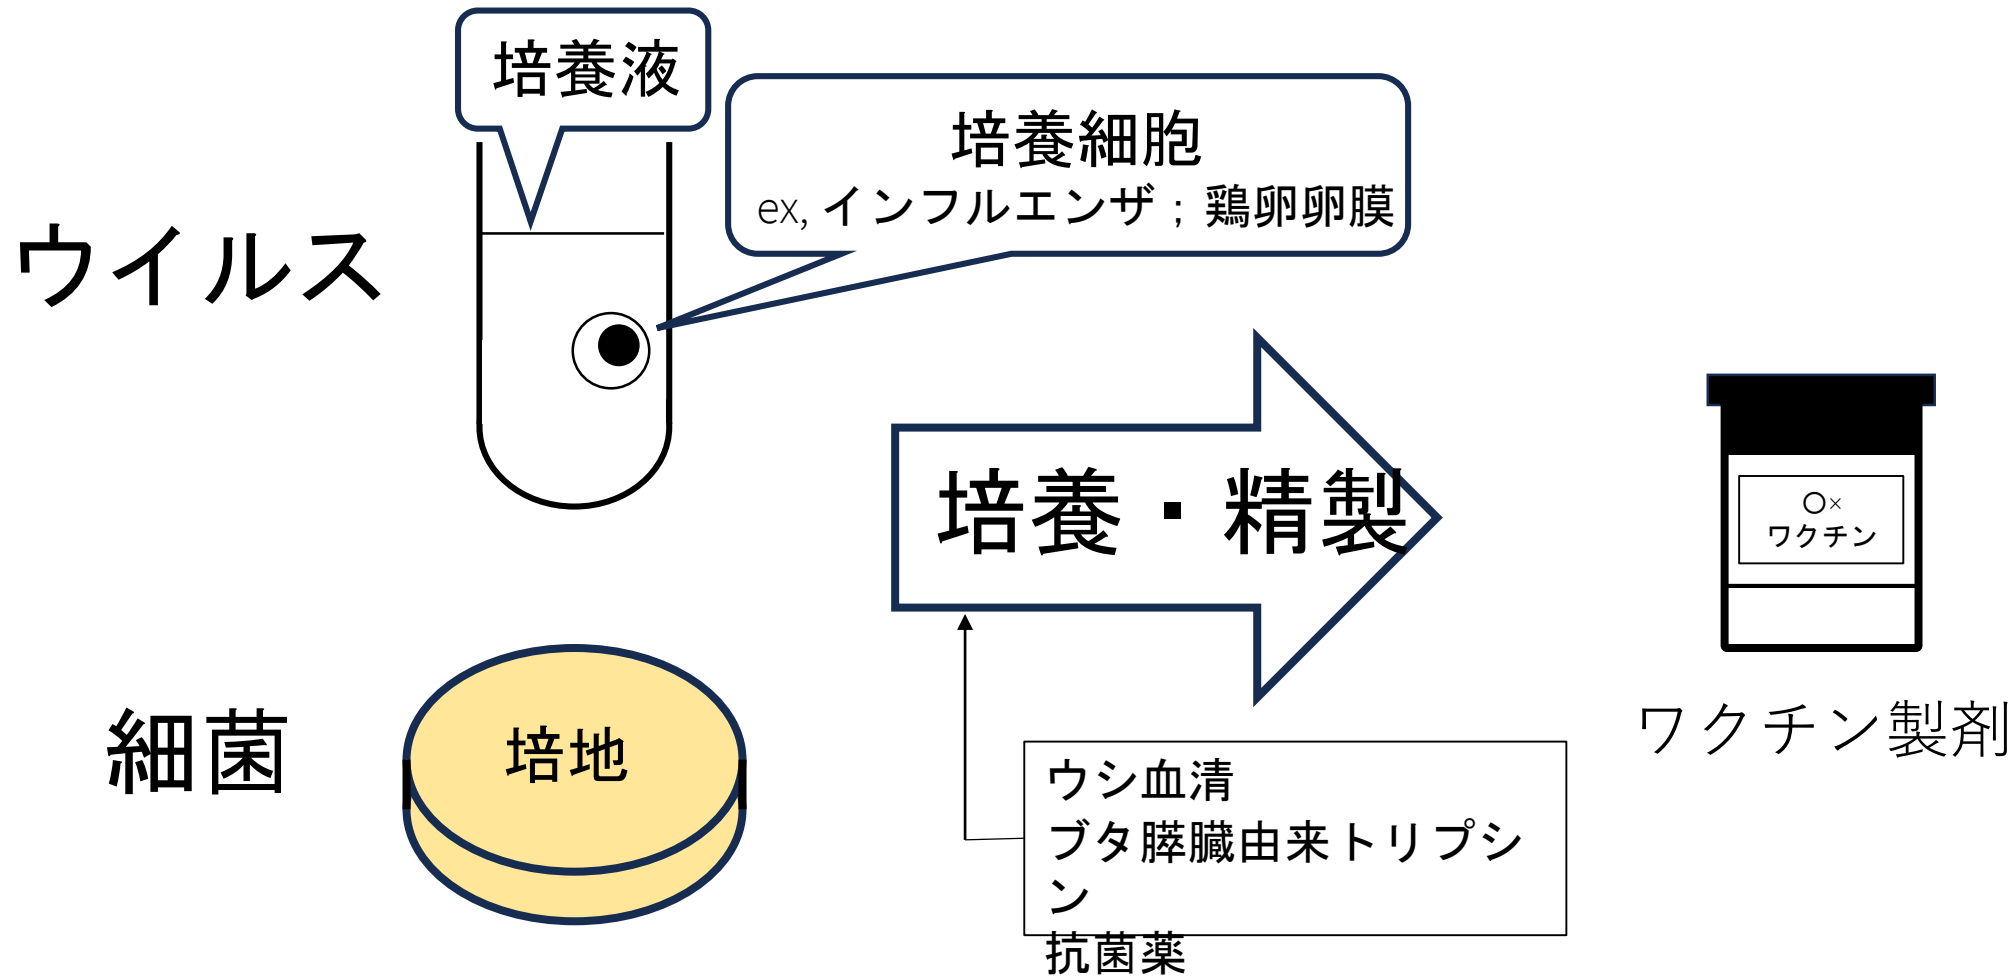 培養液
培養細胞
ex, インフルエンザ；鶏卵卵膜
ウイルス
培養・精製
〇×
ワクチン
ワクチン製剤
細菌
培地
ウシ血清
ブタ膵臓由来トリプシ
ン
抗菌薬